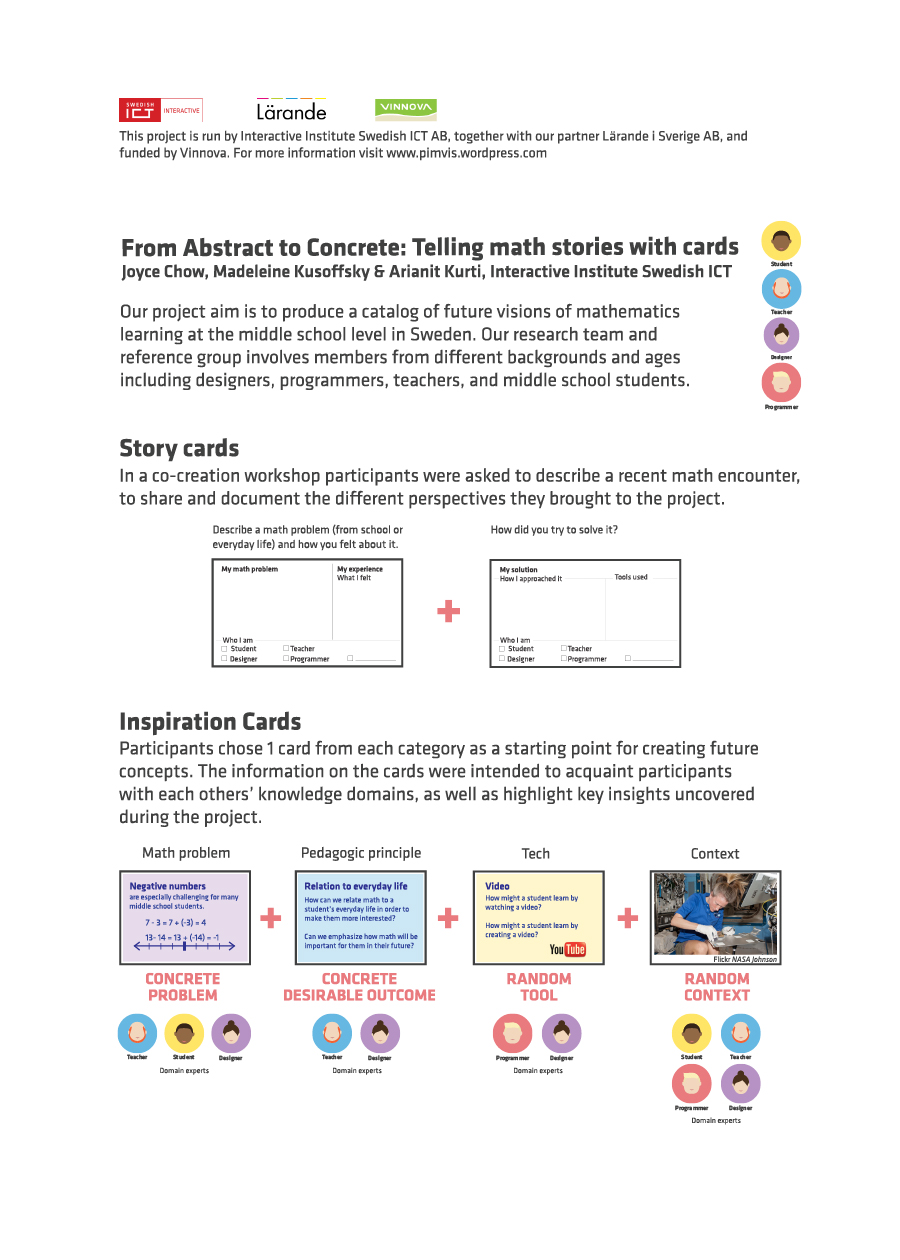 SWEDISH
ICT INTERACTIVE
Lärande
VINNOVA
This project is run by Interactive Institute Swedish ICT AB, together with our partner Lärande i Sverige AB, and
funded by Vinnova. For more information visit www.pimvis.wordpress.com
From Abstract to Concrete: Telling math stories with cards
Joyce Chow, Madeleine Kusoffsky & Arianit Kurti, Interactive Institute Swedish ICT
Our project aim is to produce a catalog of future visions of mathematics
learning at the middle school level in Sweden. Our research team and
reference group involves members from different backgrounds and ages
including designers, programmers, teachers, and middle school students.
Student
Teacher
Designer
Programmer
Story cards
In a co-creation workshop participants were asked to describe a recent math encounter,
to share and document the different perspectives they brought to the project.
Describe a math problem (from school or
everyday life) and how you felt about it.
My math problem
My experience
What I felt
Who I am
Student Teacher
Designer Programmer
+
How did you try to solve it?
My solution
How I approached it
Tools used
Who I am
Student Teacher
Designer Programmer
Inspiration Cards
Participants chose 1 card from each category as a starting point for creating future
concepts. The information on the cards were intended to acquaint participants
with each others’ knowledge domains, as well as highlight key insights uncovered
during the project.
Math problem
Negative numbers
are especially challenging for many
middle school students.
7 - 3 = 7 + (-3) = 4
13- 14 = 13 + (-14) = -1
CONCRETE
PROBLEM
Teacher Student Designer
Domain experts
+
Pedagogic principle
Relation to everyday life
How can we relate math to a
student’s everyday life in order to
make them more interested?
Can we emphasize how math will be
important for them in their future?
CONCRETE
DESIRABLE OUTCOME
Teacher Designer
Domain experts
+
Tech
Video
How might a student learn by
watching a video?
How might a student learn by
creating a video?
YouTube
RANDOM
TOOL
Programmer Designer
Domain experts
+
Context
Flickr NASA Johnson
RANDOM
CONTEXT
Student Teacher
Programmer Designer
Domain experts